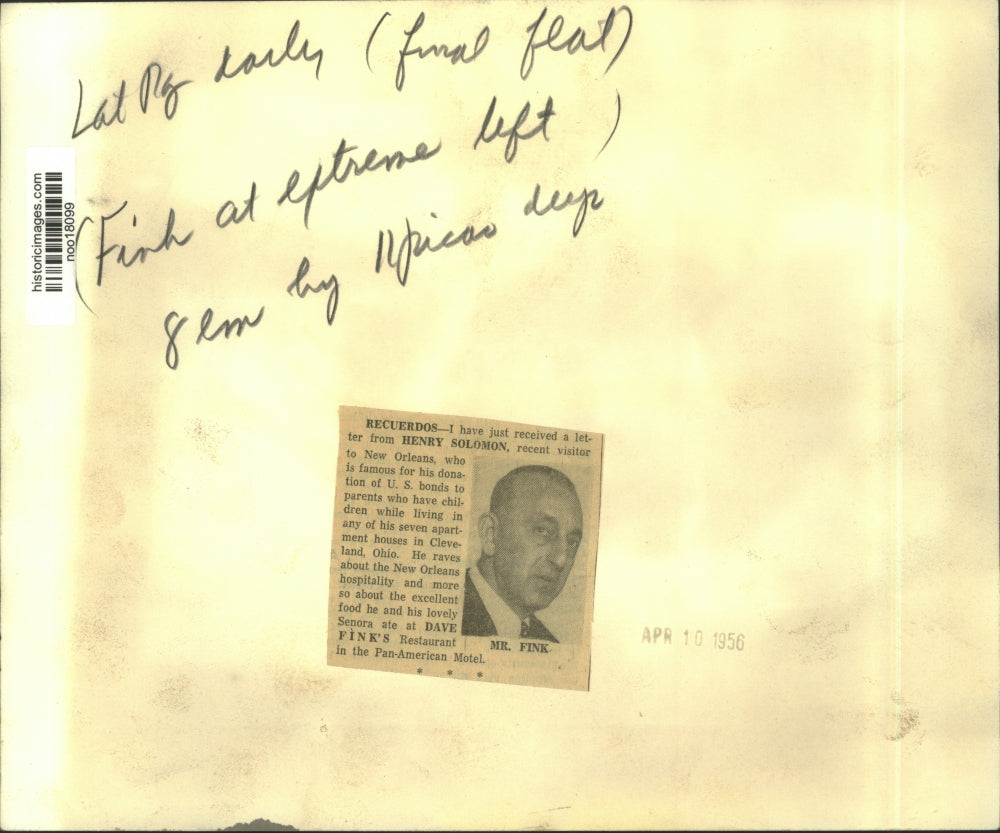 Lat Pg daily (final flat)
(Fink at extreme left)
8 em by picas deep
historicimages.com
noo18099
RECUERDOS—I have just received a let-
ter from HENRY SOLOMON, recent visitor
to New Orleans, who
is famous for his dona-
tion of U. S. bonds to
parents who have chil-
dren while living in
any of his seven apart-
ment houses in Cleve-
land, Ohio. He raves
about the New Orleans
hospitality and more
so about the excellent
food he and his lovely
Senora ate at DAVE
FINK'S Restaurant
in the Pan-American Motel.
* * *
MR. FINK
APR 10 1956